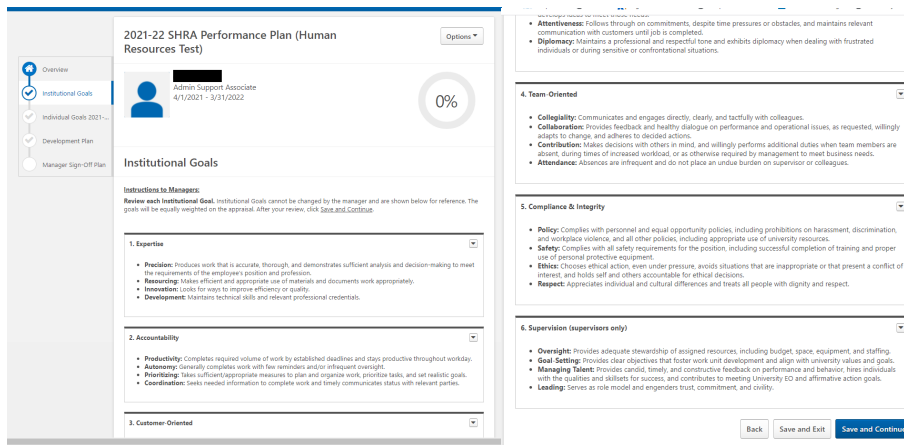 2021-22 SHRA Performance Plan (Human
Resources Test)
Options
Admin Support Associate
4/1/2021 - 3/31/2022
0%
Overview
Institutional Goals
Individual Goals 2021-...
Development Plan
Manager Sign-Off Plan
Institutional Goals
Instructions to Managers:
Review each Institutional Goal. Institutional Goals cannot be changed by the manager and are shown below for reference. The
goals will be equally weighted on the appraisal. After your review, click Save and Continue.
1. Expertise
• Precision: Produces work that is accurate, thorough, and demonstrates sufficient analysis and decision-making to meet
the requirements of the employee's position and profession.
• Resourcing: Makes efficient and appropriate use of materials and documents work appropriately.
• Innovation: Looks for ways to improve efficiency or quality.
• Development: Maintains technical skills and relevant professional credentials.
2. Accountability
• Productivity: Completes required volume of work by established deadlines and stays productive throughout workday.
• Autonomy: Generally completes work with few reminders and/or infrequent oversight.
• Prioritizing: Takes sufficient/appropriate measures to plan and organize work, prioritize tasks, and set realistic goals.
• Coordination: Seeks needed information to complete work and timely communicates status with relevant parties.
3. Customer-Oriented
• Attentiveness: Follows through on commitments, despite time pressures or obstacles, and maintains relevant
communication with customers until job is completed.
• Diplomacy: Maintains a professional and respectful tone and exhibits diplomacy when dealing with frustrated
individuals or during sensitive or confrontational situations.
4. Team-Oriented
• Collegiality: Communicates and engages directly, clearly, and tactfully with colleagues.
• Collaboration: Provides feedback and healthy dialogue on performance and operational issues, as requested, willingly
adapts to change, and adheres to decided actions.
• Contribution: Makes decisions with others in mind, and willingly performs additional duties when team members are
absent, during times of increased workload, or as otherwise required by management to meet business needs.
• Attendance: Absences are infrequent and do not place an undue burden on supervisor or colleagues.
5. Compliance & Integrity
• Policy: Complies with personnel and equal opportunity policies, including prohibitions on harassment, discrimination,
and workplace violence, and all other policies, including appropriate use of university resources.
• Safety: Complies with all safety requirements for the position, including successful completion of training and proper
use of personal protective equipment.
• Ethics: Chooses ethical action, even under pressure, avoids situations that are inappropriate or that present a conflict of
interest, and holds self and others accountable for ethical decisions.
• Respect: Appreciates individual and cultural differences and treats all people with dignity and respect.
6. Supervision (supervisors only)
• Oversight: Provides adequate stewardship of assigned resources, including budget, space, equipment, and staffing.
• Goal-Setting: Provides clear objectives that foster work unit development and align with university values and goals.
• Managing Talent: Provides candid, timely, and constructive feedback on performance and behavior, hires individuals
with the qualities and skillsets for success, and contributes to meeting University EO and affirmative action goals.
• Leading: Serves as role model and engenders trust, commitment, and civility.
Back
Save and Exit
Save and Continue